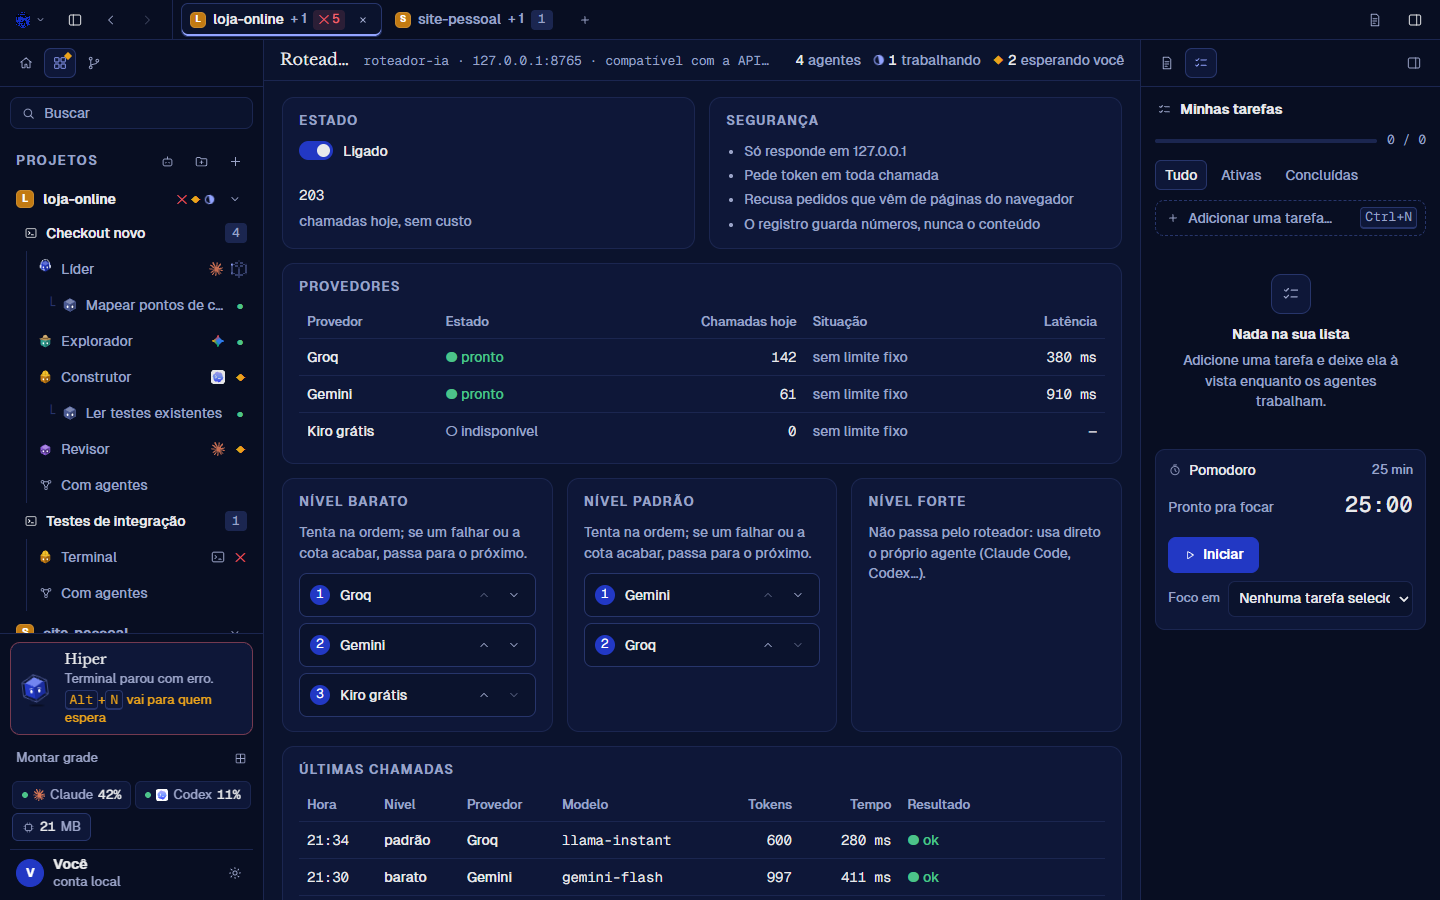 L loja-online +1 5
S site-pessoal +1 1
Rotead... roteador-ia · 127.0.0.1:8765 · compatível com a API... 4 agentes 1 trabalhando 2 esperando você
Buscar
PROJETOS
L loja-online
Checkout novo 4
Líder
Mapear pontos de c...
Explorador
Construtor
Ler testes existentes
Revisor
Com agentes
Testes de integração 1
Terminal
Com agentes
Hiper
Terminal parou com erro.
Alt+N vai para quem
espera
Montar grade
Claude 42% Codex 11%
21 MB
V Você
conta local
ESTADO
Ligado
203
chamadas hoje, sem custo
SEGURANÇA
• Só responde em 127.0.0.1
• Pede token em toda chamada
• Recusa pedidos que vêm de páginas do navegador
• O registro guarda números, nunca o conteúdo
PROVEDORES
Provedor Estado Chamadas hoje Situação Latência
Groq pronto 142 sem limite fixo 380 ms
Gemini pronto 61 sem limite fixo 910 ms
Kiro grátis indisponível 0 sem limite fixo –
NÍVEL BARATO
Tenta na ordem; se um falhar ou a
cota acabar, passa para o próximo.
1 Groq
2 Gemini
3 Kiro grátis
NÍVEL PADRÃO
Tenta na ordem; se um falhar ou a
cota acabar, passa para o próximo.
1 Gemini
2 Groq
NÍVEL FORTE
Não passa pelo roteador: usa direto
o próprio agente (Claude Code,
Codex...).
ÚLTIMAS CHAMADAS
Hora Nível Provedor Modelo Tokens Tempo Resultado
21:34 padrão Groq llama-instant 600 280 ms ok
21:30 barato Gemini gemini-flash 997 411 ms ok
Minhas tarefas
0 / 0
Tudo Ativas Concluídas
+ Adicionar uma tarefa... Ctrl+N
Nada na sua lista
Adicione uma tarefa e deixe ela à
vista enquanto os agentes
trabalham.
Pomodoro 25 min
Pronto pra focar 25:00
Iniciar
Foco em Nenhuma tarefa selecic